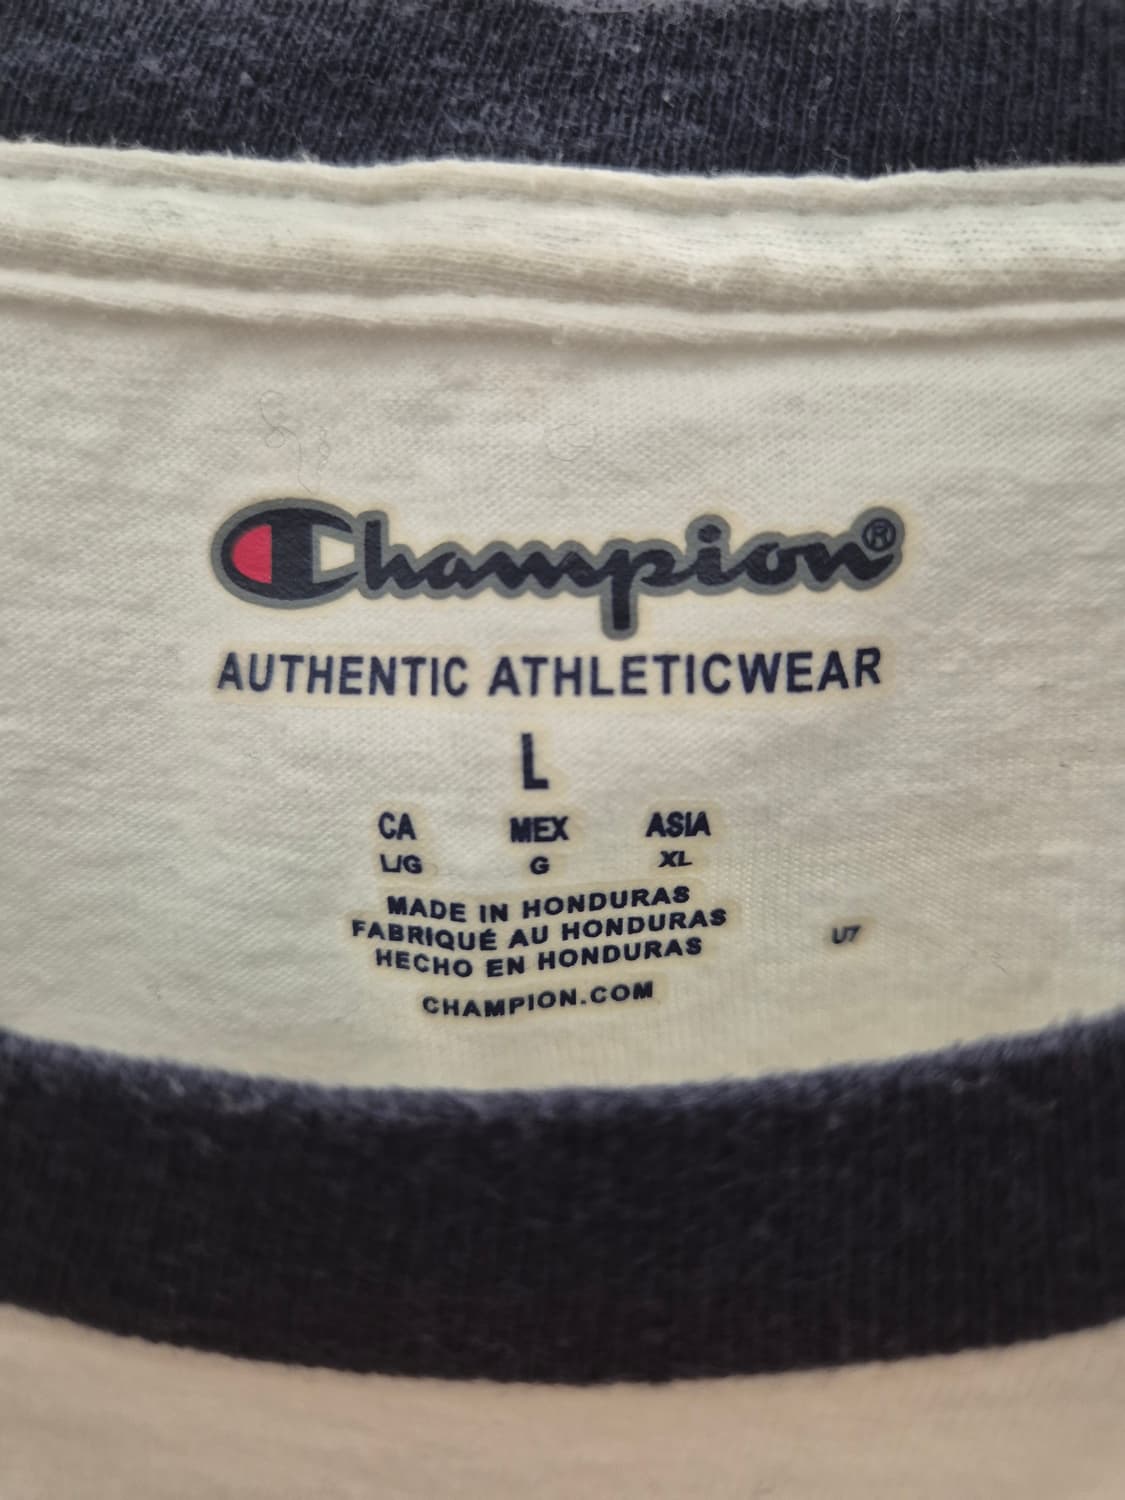 Champion®
AUTHENTIC ATHLETICWEAR
L
CA MEX ASIA
L/G G XL
MADE IN HONDURAS
FABRIQUÉ AU HONDURAS
HECHO EN HONDURAS
U7
CHAMPION.COM